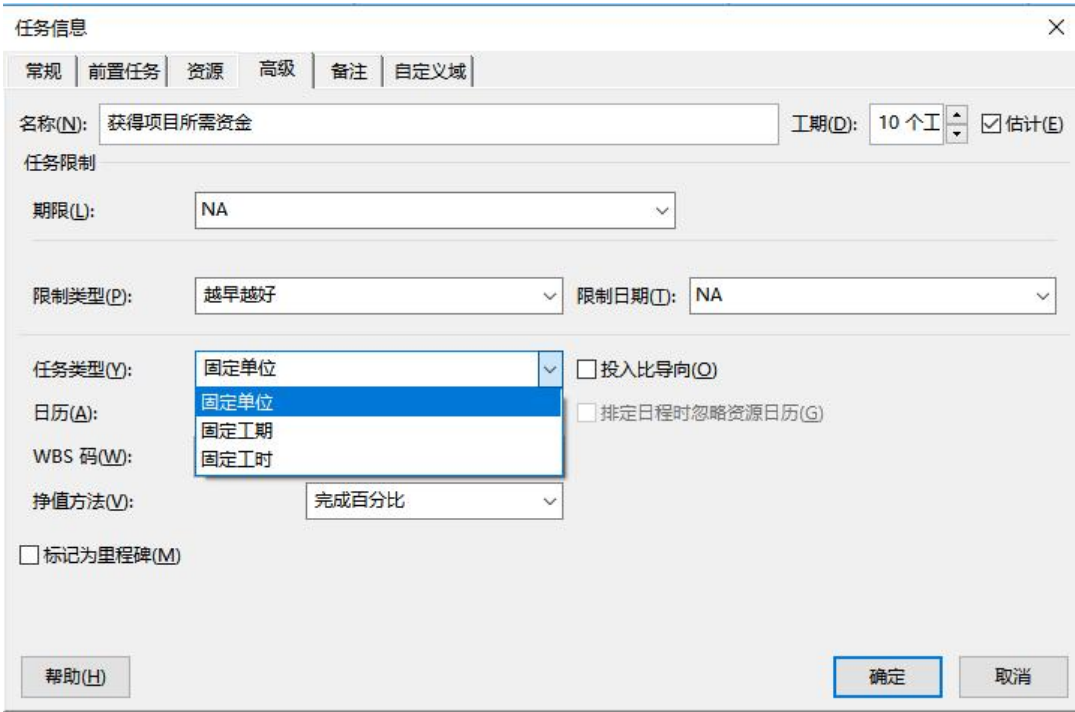 任务信息
常规 前置任务 资源 高级 备注 自定义域
名称(N): 获得项目所需资金 工期(D): 10 个工 估计(E)
任务限制
期限(L): NA
限制类型(P): 越早越好 限制日期(T): NA
任务类型(Y): 固定单位 投入比导向(O)
固定单位
日历(A): 排定日程时忽略资源日历(G)
固定工期
WBS 码(W): 固定工时
挣值方法(V): 完成百分比
标记为里程碑(M)
帮助(H) 确定 取消